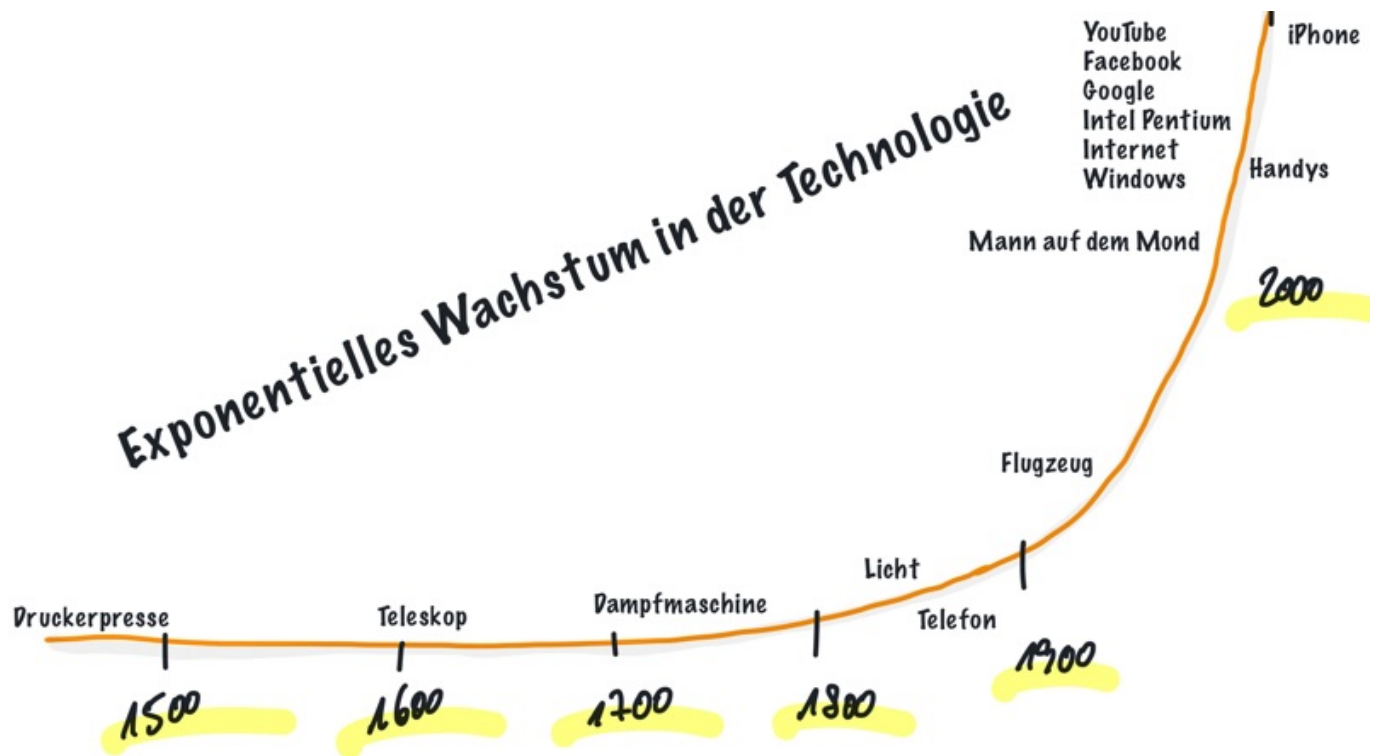 YouTube
Facebook
Google
Intel Pentium
Internet
Windows
iPhone
Handys
Mann auf dem Mond
2000
Exponentielles Wachstum in der Technologie
Flugzeug
Licht
Telefon
Druckerpresse
Teleskop
Dampfmaschine
1500
1600
1700
1800
1900